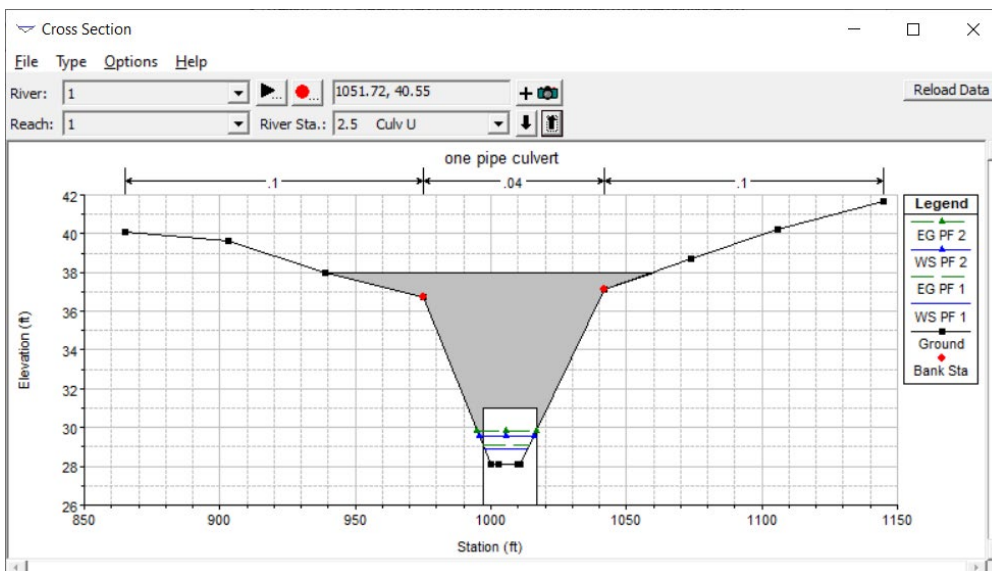 Cross Section
File Type Options Help
River: 1 ... ... 1051.72, 40.55 + Reload Data
Reach: 1 River Sta.: 2.5 Culv U
one pipe culvert
.1 .04 .1
42
40
38
36
34
32
30
28
26
Elevation (ft)
850 900 950 1000 1050 1100 1150
Station (ft)
Legend
EG PF 2
WS PF 2
EG PF 1
WS PF 1
Ground
Bank Sta